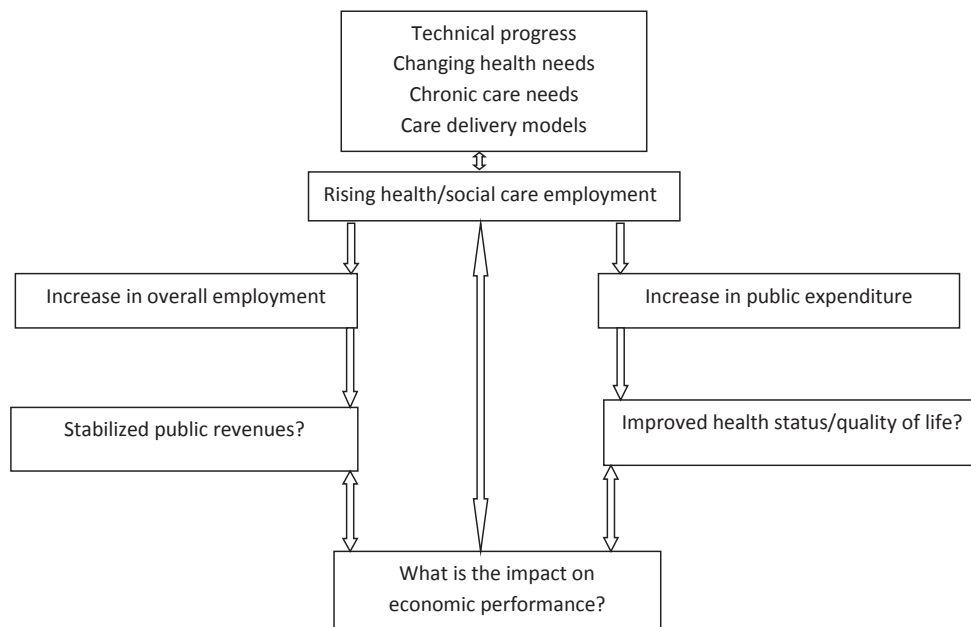 Technical progress
Changing health needs
Chronic care needs
Care delivery models
Rising health/social care employment
Increase in overall employment
Increase in public expenditure
Stabilized public revenues?
Improved health status/quality of life?
What is the impact on
economic performance?